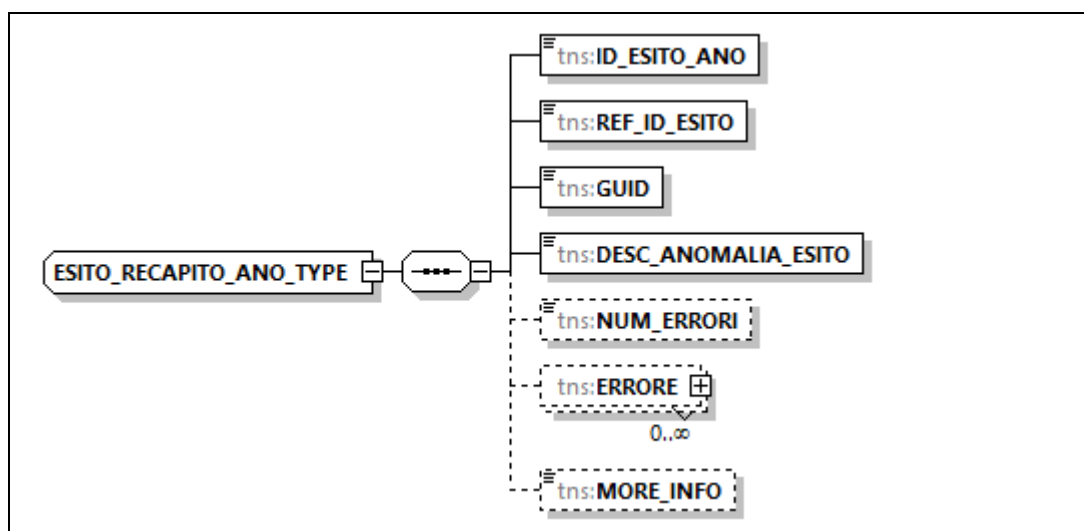 tns:ID_ESITO_ANO
tns:REF_ID_ESITO
tns:GUID
tns:DESC_ANOMALIA_ESITO
ESITO_RECAPITO_ANO_TYPE
tns:NUM_ERRORI
tns:ERRORE
0..∞
tns:MORE_INFO